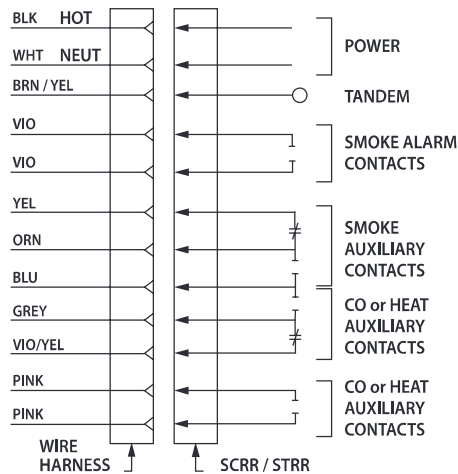 BLK HOT
WHT NEUT
BRN / YEL
VIO
VIO
YEL
ORN
BLU
GREY
VIO/YEL
PINK
PINK
WIRE
HARNESS
SCRR / STRR
POWER
TANDEM
SMOKE ALARM
CONTACTS
SMOKE
AUXILIARY
CONTACTS
CO or HEAT
AUXILIARY
CONTACTS
CO or HEAT
AUXILIARY
CONTACTS